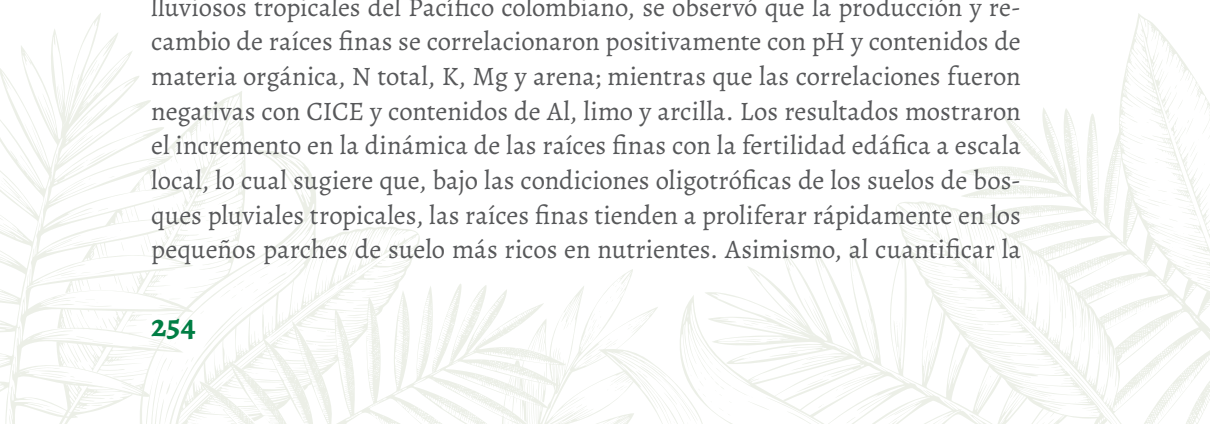 lluviosos tropicales del Pacífico colombiano, se observó que la producción y re-
cambio de raíces finas se correlacionaron positivamente con pH y contenidos de
materia orgánica, N total, K, Mg y arena; mientras que las correlaciones fueron
negativas con CICE y contenidos de Al, limo y arcilla. Los resultados mostraron
el incremento en la dinámica de las raíces finas con la fertilidad edáfica a escala
local, lo cual sugiere que, bajo las condiciones oligotróficas de los suelos de bos-
ques pluviales tropicales, las raíces finas tienden a proliferar rápidamente en los
pequeños parches de suelo más ricos en nutrientes. Asimismo, al cuantificar la
254